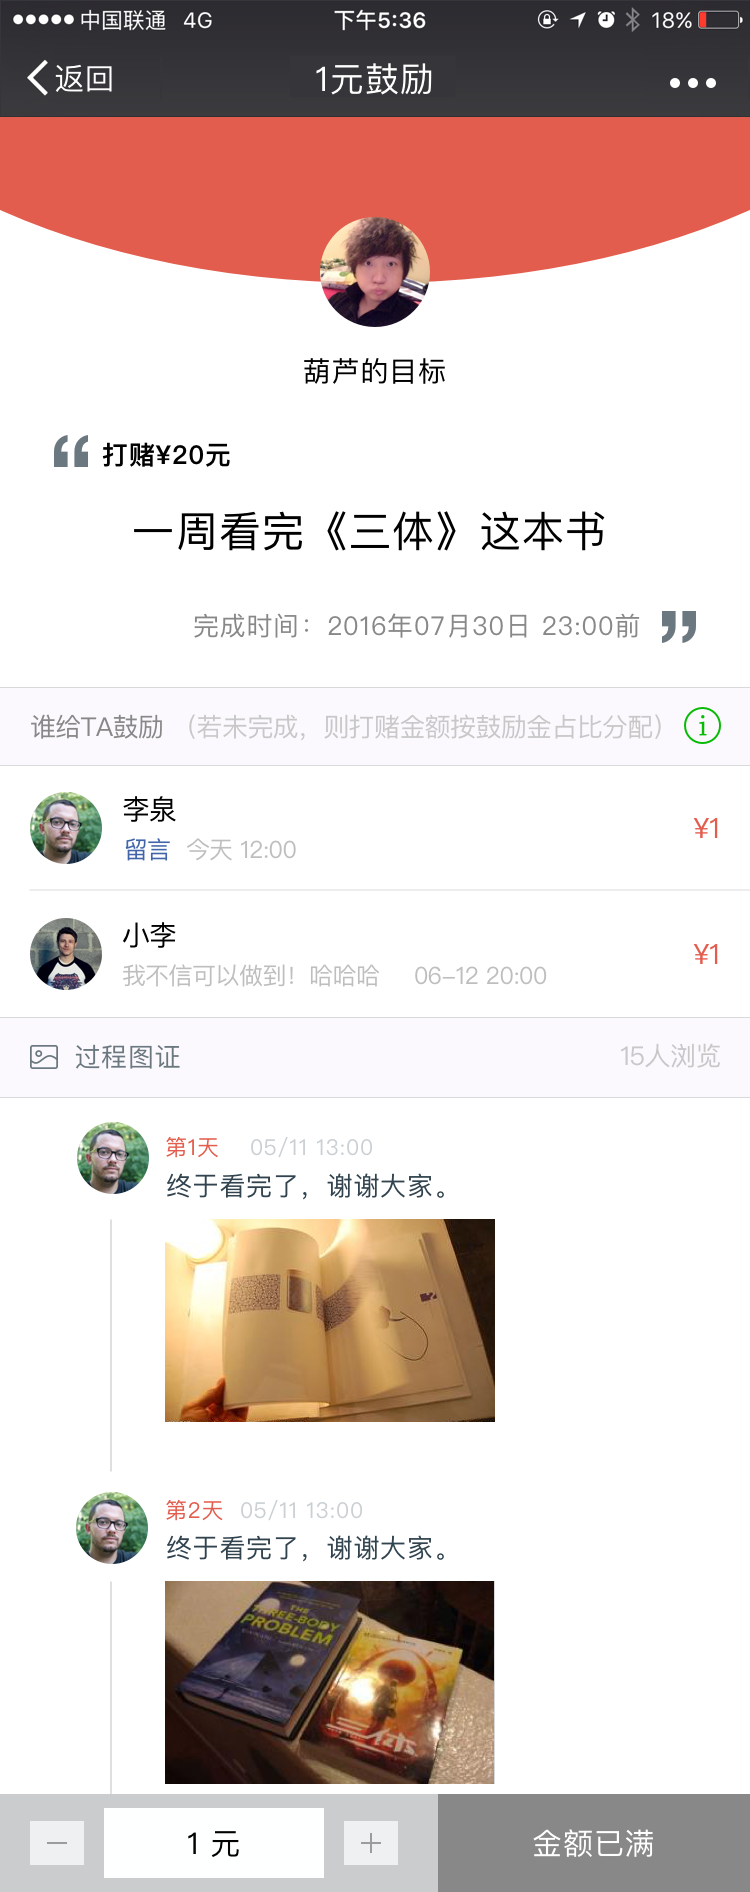 中国联通 4G 下午5:36 18%
返回 1元鼓励
葫芦的目标
打赌¥20元
一周看完《三体》这本书
完成时间：2016年07月30日 23:00前
谁给TA鼓励 （若未完成，则打赌金额按鼓励金占比分配） i
李泉
¥1
留言 今天 12:00
小李
¥1
我不信可以做到！哈哈哈 06-12 20:00
过程图证 15人浏览
第1天 05/11 13:00
终于看完了，谢谢大家。
第2天 05/11 13:00
终于看完了，谢谢大家。
THE
THREE-BODY
PROBLEM
三体
1 元 金额已满